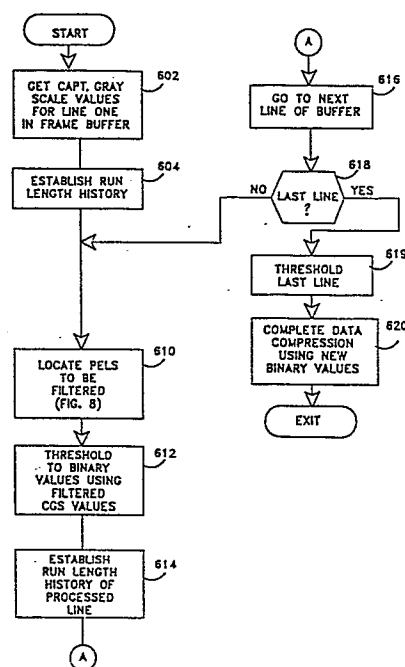 START
602
GET CAPT. GRAY
SCALE VALUES
FOR LINE ONE
IN FRAME BUFFER
604
ESTABLISH RUN
LENGTH HISTORY
610
LOCATE PELS
TO BE
FILTERED
(FIG. 8)
612
THRESHOLD
TO BINARY
VALUES USING
FILTERED
CGS VALUES
614
ESTABLISH
RUN LENGTH
HISTORY OF
PROCESSED
LINE
A
A
616
GO TO NEXT
LINE OF BUFFER
618
NO
LAST LINE
?
YES
619
THRESHOLD
LAST LINE
620
COMPLETE DATA
COMPRESSION
USING NEW
BINARY VALUES
EXIT